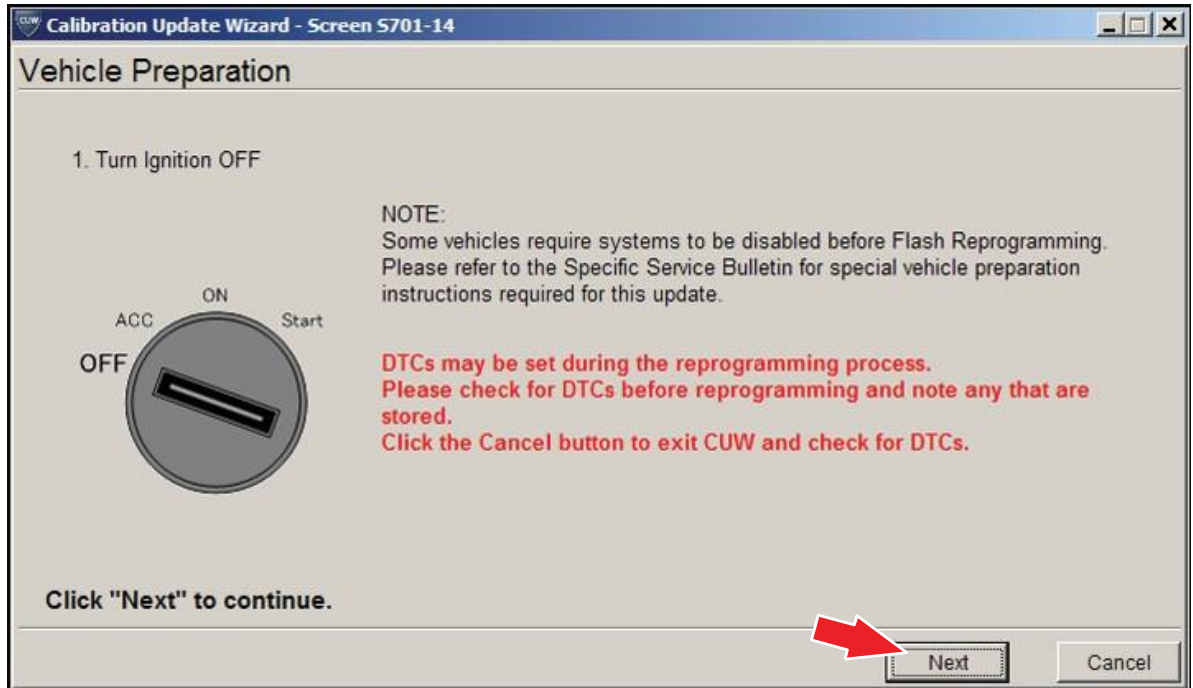 CUW
Calibration Update Wizard - Screen S701-14
Vehicle Preparation
1. Turn Ignition OFF
NOTE:
Some vehicles require systems to be disabled before Flash Reprogramming.
Please refer to the Specific Service Bulletin for special vehicle preparation
instructions required for this update.
ON
ACC
Start
OFF
DTCs may be set during the reprogramming process.
Please check for DTCs before reprogramming and note any that are
stored.
Click the Cancel button to exit CUW and check for DTCs.
Click "Next" to continue.
Next
Cancel